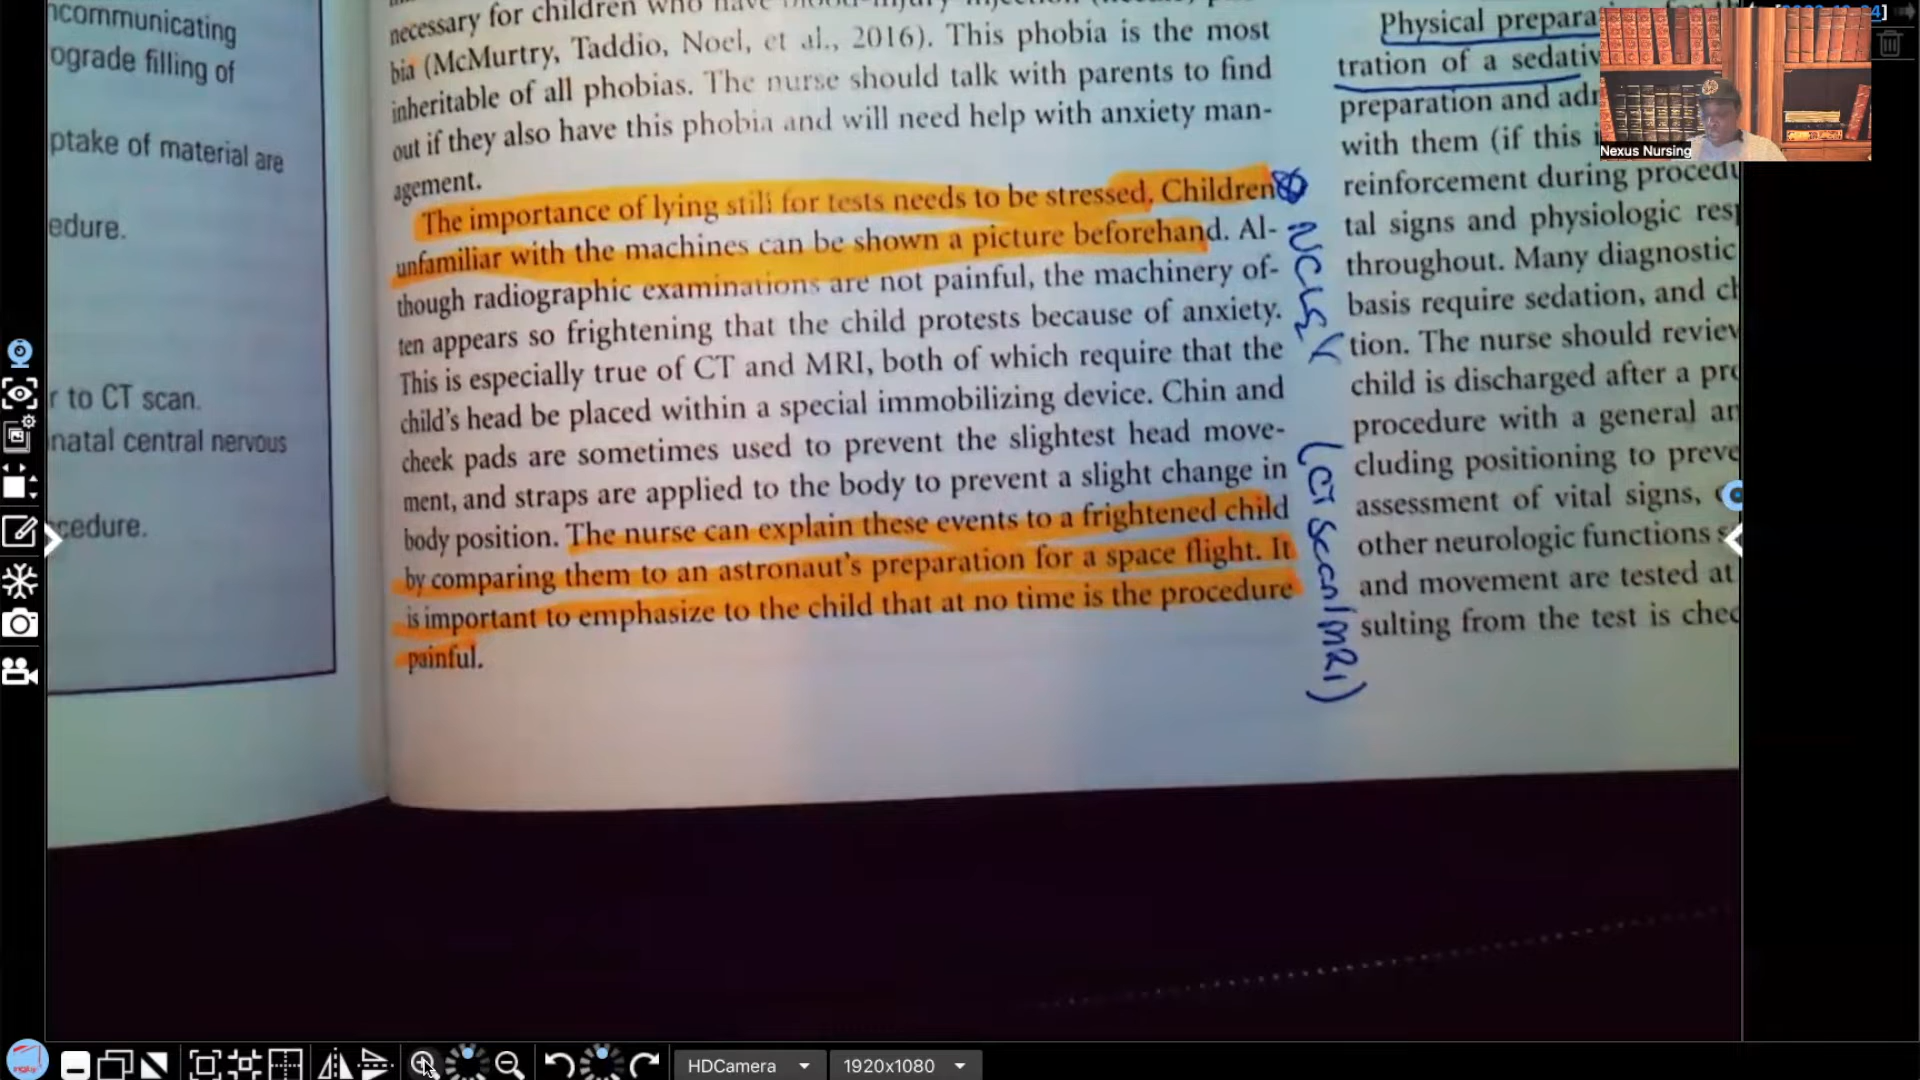 ncommunicating
ograde filling of
ptake of material are
edure.
r to CT scan.
natal central nervous
cedure.
necessary for children who have blood-injury-injection
bia (McMurtry, Taddio, Noel, et al., 2016). This phobia is the most
inheritable of all phobias. The nurse should talk with parents to find
out if they also have this phobia and will need help with anxiety man-
agement.
The importance of lying still for tests needs to be stressed. Children
unfamiliar with the machines can be shown a picture beforehand. Al-
though radiographic examinations are not painful, the machinery of-
ten appears so frightening that the child protests because of anxiety.
This is especially true of CT and MRI, both of which require that the
child's head be placed within a special immobilizing device. Chin and
cheek pads are sometimes used to prevent the slightest head move-
ment, and straps are applied to the body to prevent a slight change in
body position. The nurse can explain these events to a frightened child
by comparing them to an astronaut's preparation for a space flight. It
is important to emphasize to the child that at no time is the procedure
painful.
NCLEX
(CT Scan/MRI)
Physical prepara
tration of a sedativ
preparation and adr
with them (if this i
reinforcement during procedu
tal signs and physiologic resp
throughout. Many diagnostic
basis require sedation, and ch
tion. The nurse should review
child is discharged after a pro
procedure with a general an
cluding positioning to preve
assessment of vital signs,
other neurologic functions s
and movement are tested at
sulting from the test is chec
Nexus Nursing
HDCamera
1920x1080